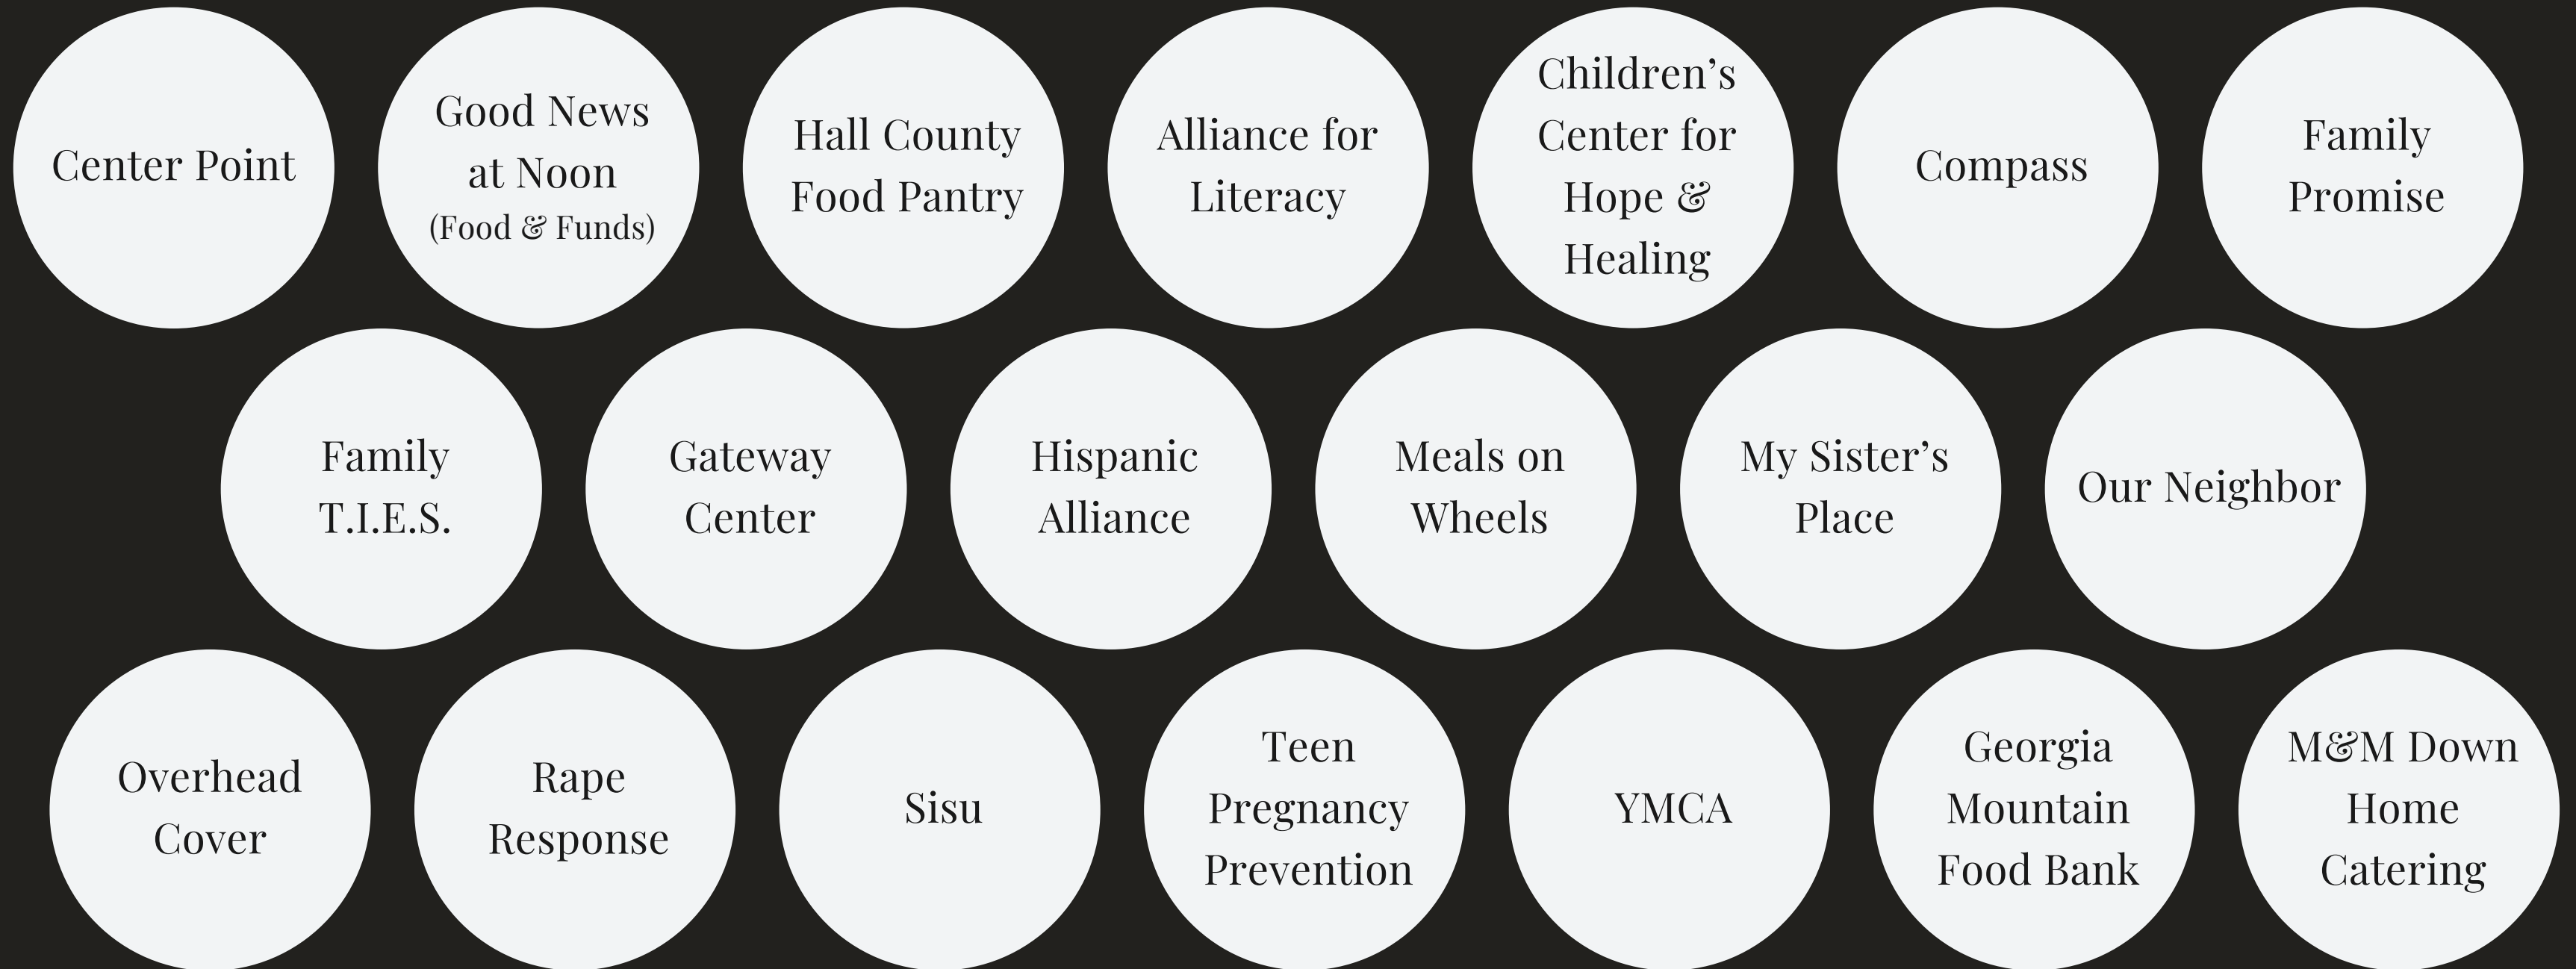 Center Point
Good News
at Noon
(Food & Funds)
Hall County
Food Pantry
Alliance for
Literacy
Children’s
Center for
Hope &
Healing
Compass
Family
Promise
Family
T.I.E.S.
Gateway
Center
Hispanic
Alliance
Meals on
Wheels
My Sister’s
Place
Our Neighbor
Overhead
Cover
Rape
Response
Sisu
Teen
Pregnancy
Prevention
YMCA
Georgia
Mountain
Food Bank
M&M Down
Home
Catering